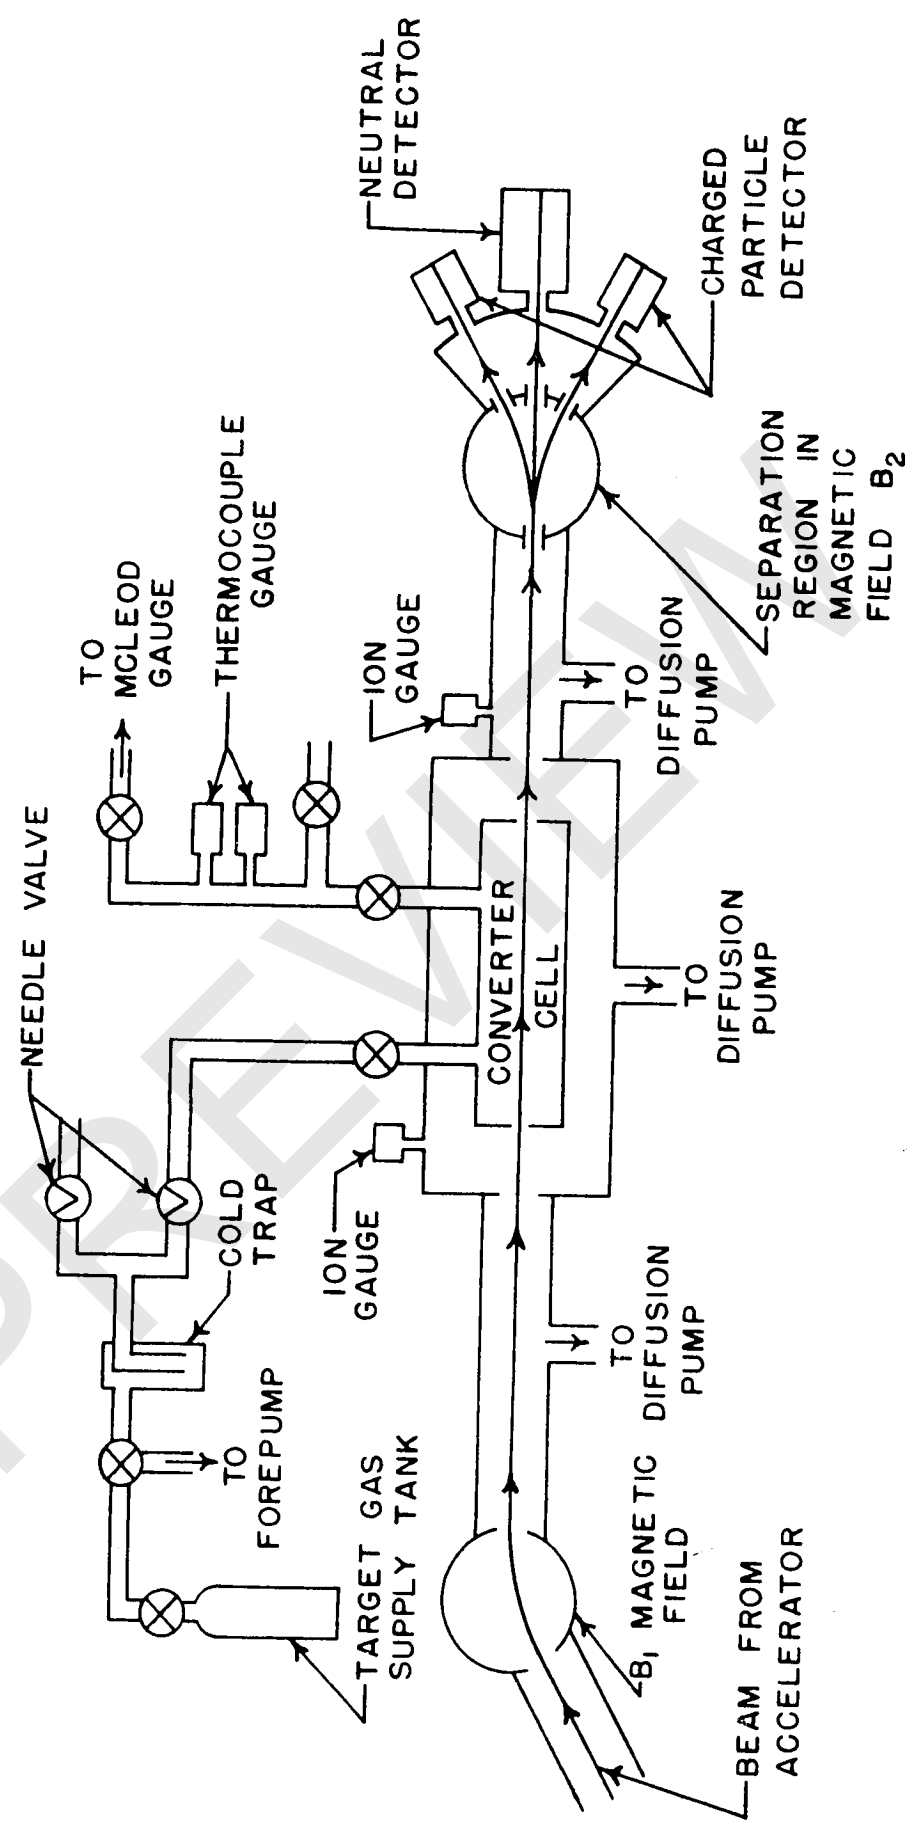 NEEDLE VALVE
TO
MCLEOD
GAUGE
THERMOCOUPLE
GAUGE
COLD
TRAP
TO
FOREPUMP
TARGET GAS
SUPPLY TANK
ION
GAUGE
ION
GAUGE
NEUTRAL
DETECTOR
CONVERTER
CELL
B1 MAGNETIC
FIELD
TO
DIFFUSION
PUMP
TO
DIFFUSION
PUMP
TO
DIFFUSION
PUMP
BEAM FROM
ACCELERATOR
SEPARATION
REGION IN
MAGNETIC
FIELD B2
CHARGED
PARTICLE
DETECTOR
PREVIEW